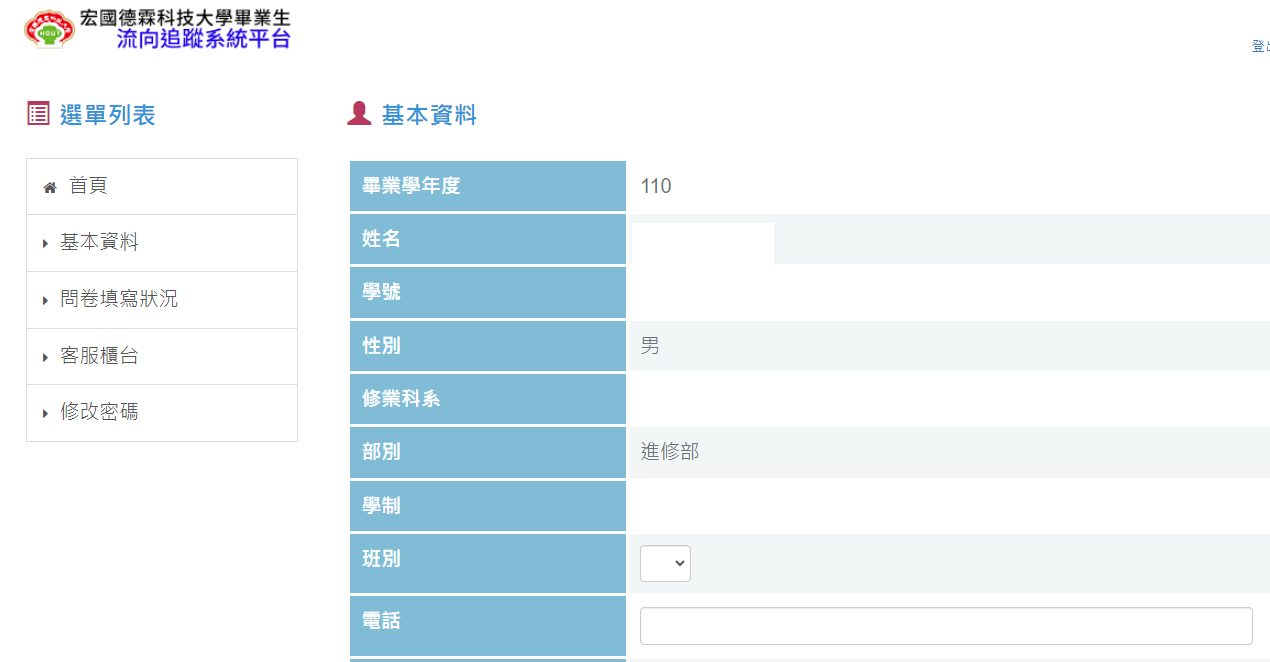 宏國德霖科技大學畢業生
流向追蹤系統平台
選單列表
首頁
基本資料
問卷填寫狀況
客服櫃台
修改密碼
基本資料
畢業學年度 110
姓名
學號
性別 男
修業科系
部別 進修部
學制
班別
電話